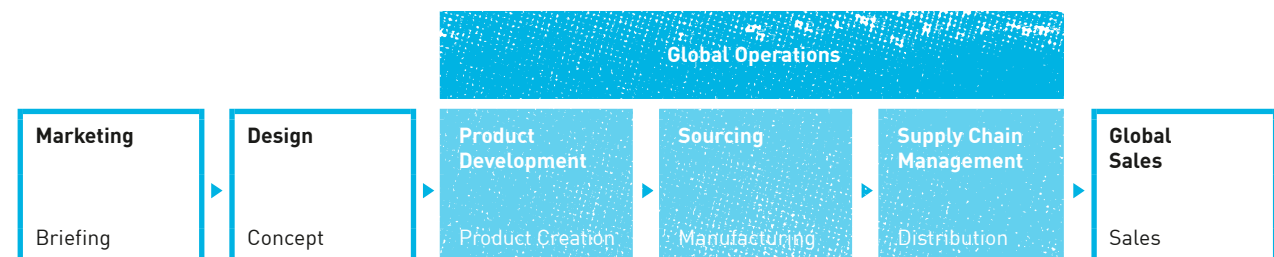 Global Operations
Marketing
Briefing
Design
Concept
Product
Development
Product Creation
Sourcing
Manufacturing
Supply Chain
Management
Distribution
Global
Sales
Sales